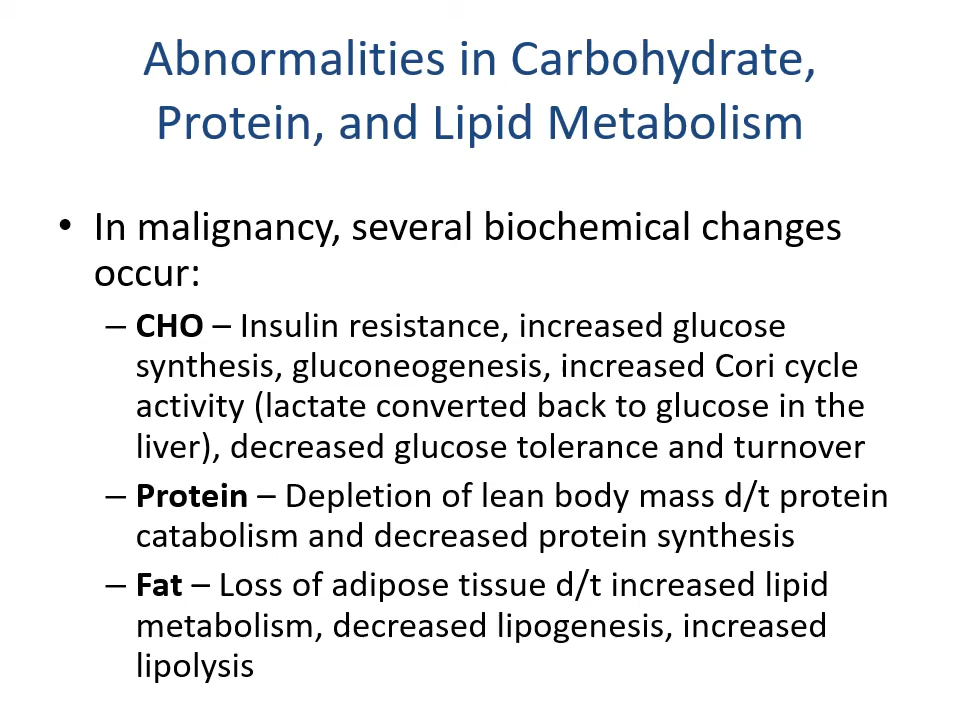 Abnormalities in Carbohydrate,
Protein, and Lipid Metabolism
• In malignancy, several biochemical changes
occur:
– CHO – Insulin resistance, increased glucose
synthesis, gluconeogenesis, increased Cori cycle
activity (lactate converted back to glucose in the
liver), decreased glucose tolerance and turnover
– Protein – Depletion of lean body mass d/t protein
catabolism and decreased protein synthesis
– Fat – Loss of adipose tissue d/t increased lipid
metabolism, decreased lipogenesis, increased
lipolysis